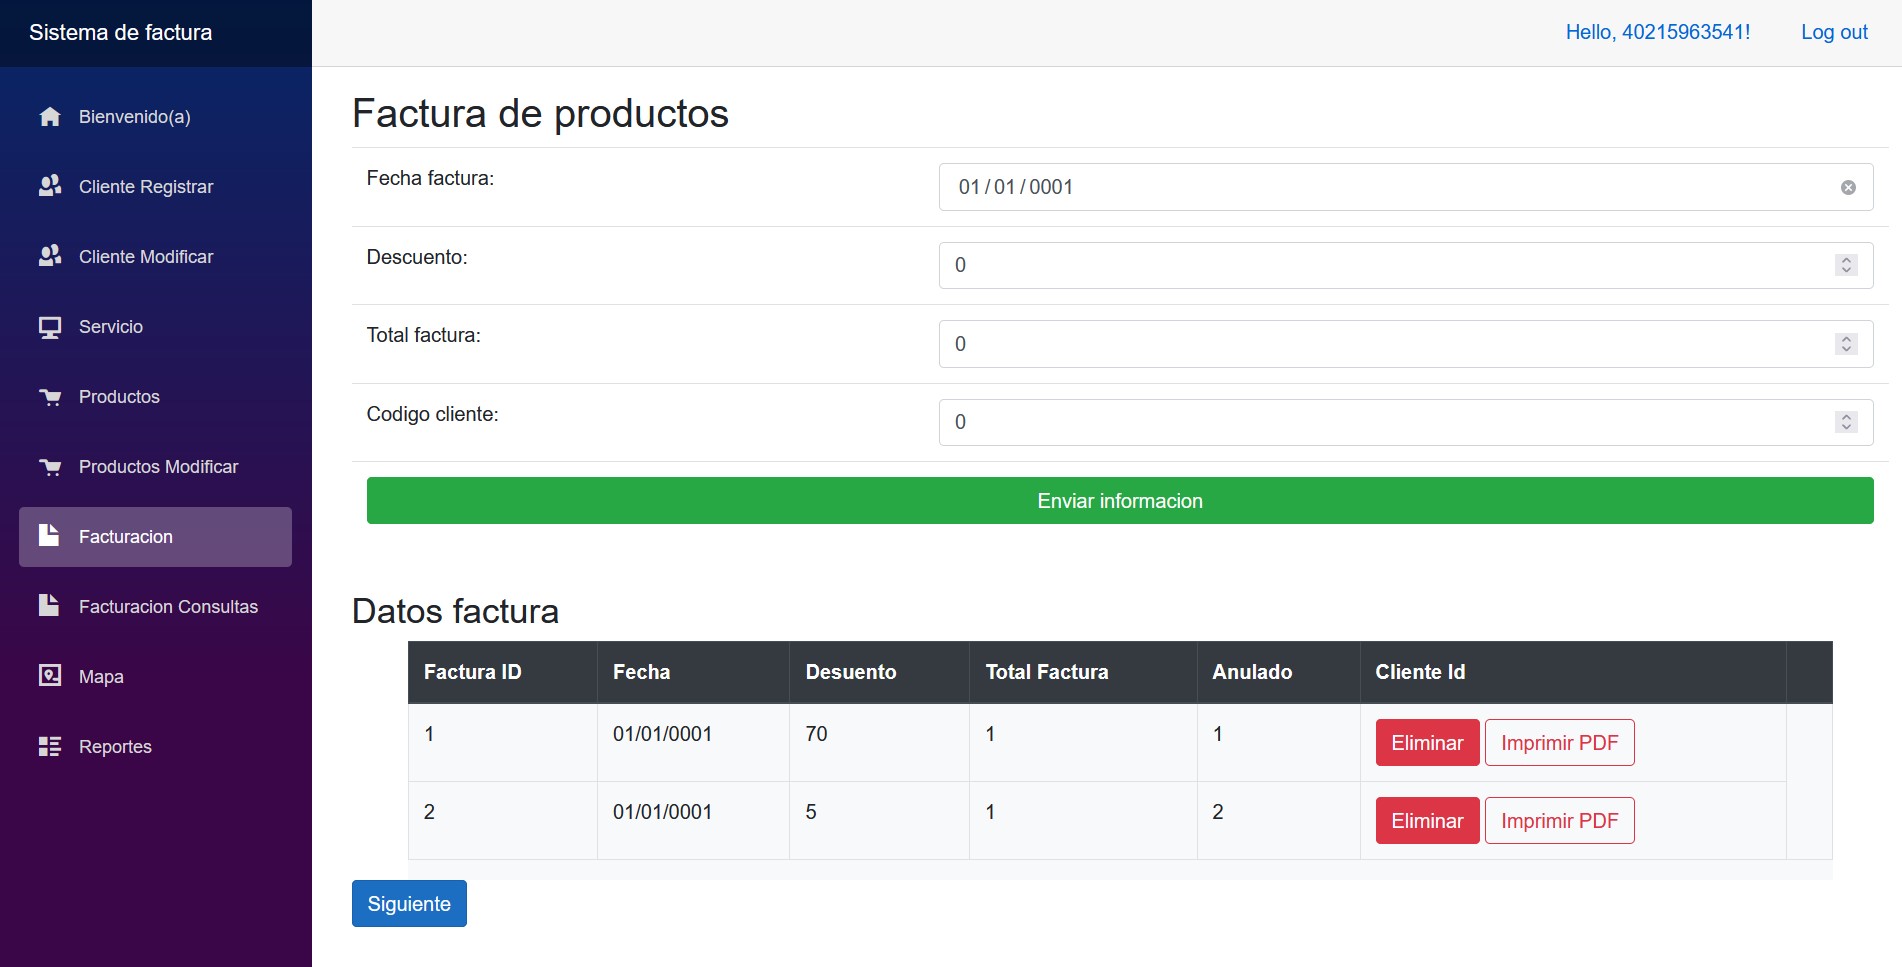 Sistema de factura
Hello, 40215963541!
Log out
Bienvenido(a)
Cliente Registrar
Cliente Modificar
Servicio
Productos
Productos Modificar
Facturacion
Facturacion Consultas
Mapa
Reportes
Factura de productos
Fecha factura:
01/01/0001
Descuento:
0
Total factura:
0
Codigo cliente:
0
Enviar informacion
Datos factura
Factura ID Fecha Desuento Total Factura Anulado Cliente Id
1 01/01/0001 70 1 1 Eliminar Imprimir PDF
2 01/01/0001 5 1 2 Eliminar Imprimir PDF
Siguiente